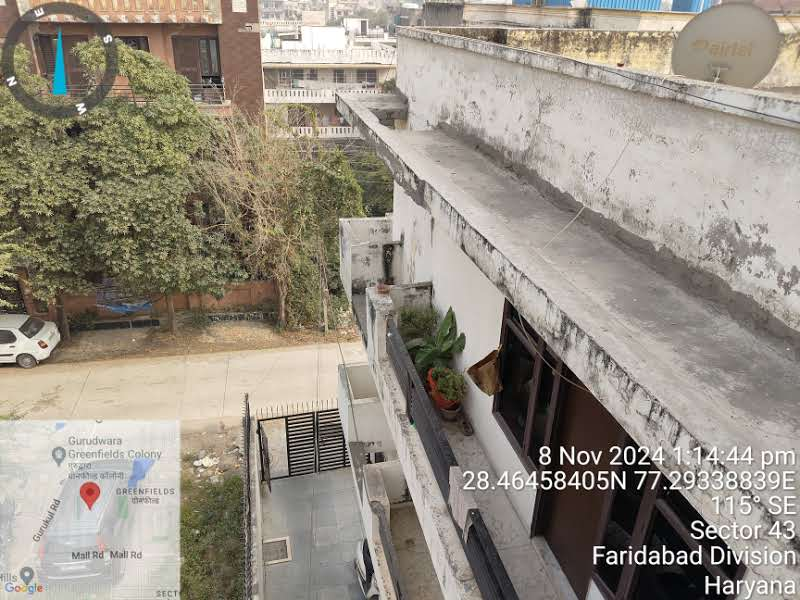 E
S
N
W
airtel
Gurudwara
Greenfields Colony
गुरुद्वारा
ग्रीनफील्ड कॉलोनी
GREENFIELDS
Gurukul Rd
Mall Rd Mall Rd
Google
8 Nov 2024 1:14:44 pm
28.46458405N 77.29338839E
115° SE
Sector 43
Faridabad Division
Haryana